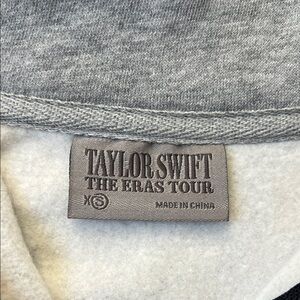 TAYLOR SWIFT
THE ERAS TOUR
XS MADE IN CHINA